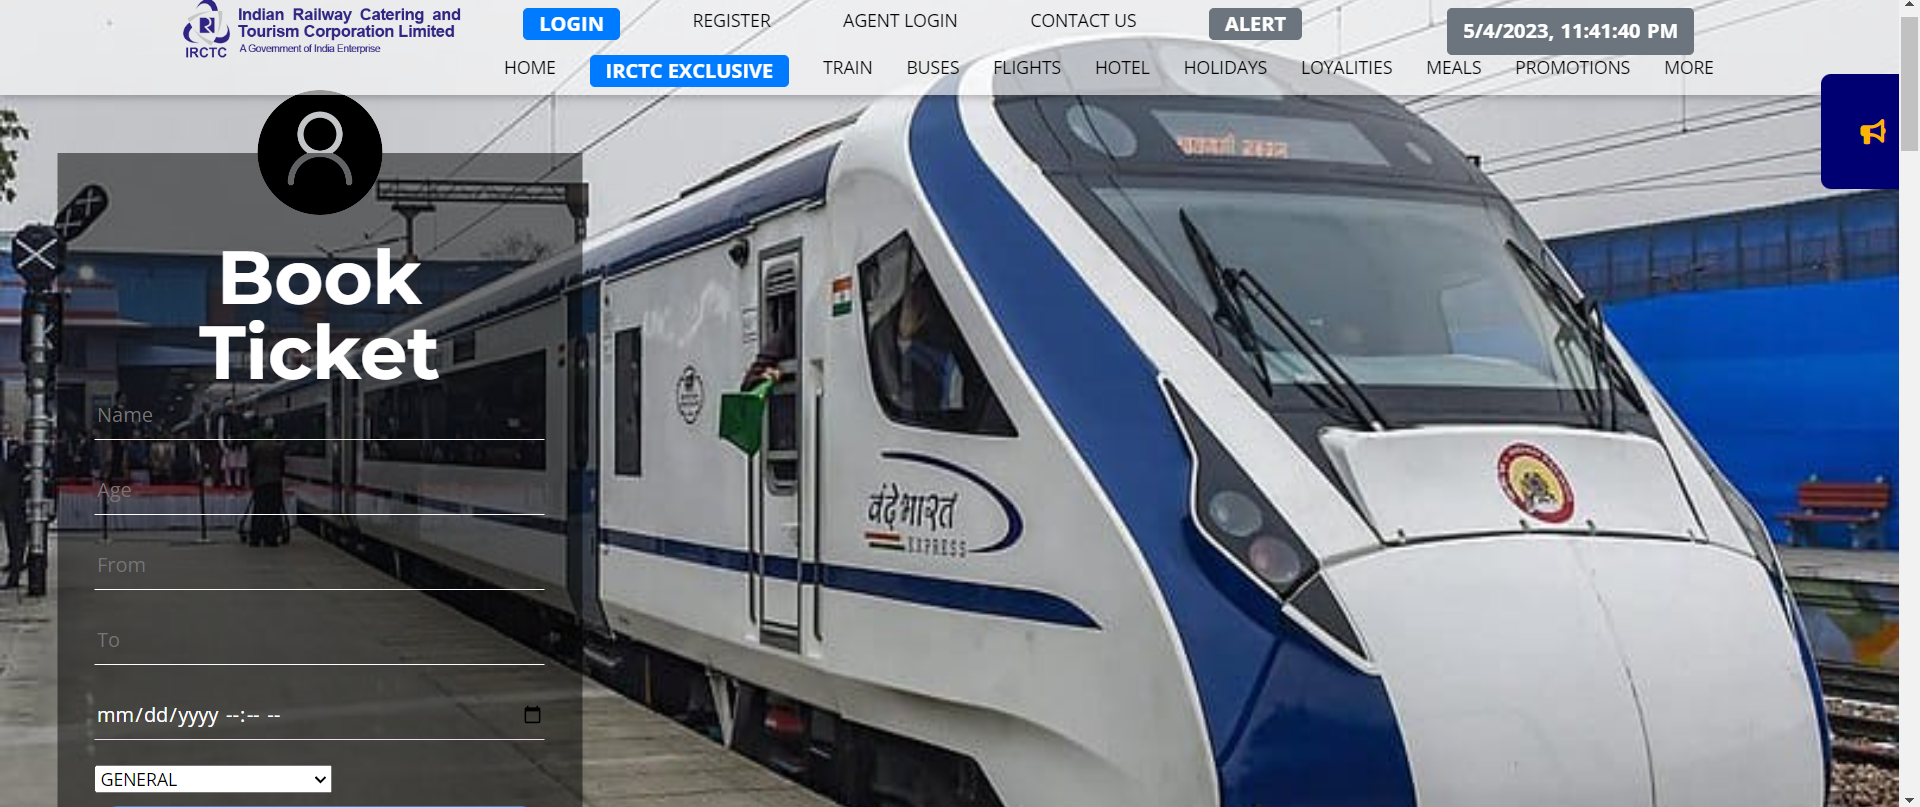 Indian Railway Catering and
Tourism Corporation Limited
A Government of India Enterprise
IRCTC
LOGIN
REGISTER
AGENT LOGIN
CONTACT US
ALERT
5/4/2023, 11:41:40 PM
HOME
IRCTC EXCLUSIVE
TRAIN
BUSES
FLIGHTS
HOTEL
HOLIDAYS
LOYALITIES
MEALS
PROMOTIONS
MORE
Book
Ticket
Name
Age
From
To
mm/dd/yyyy --:-- --
GENERAL
वंदे भारत
EXPRESS